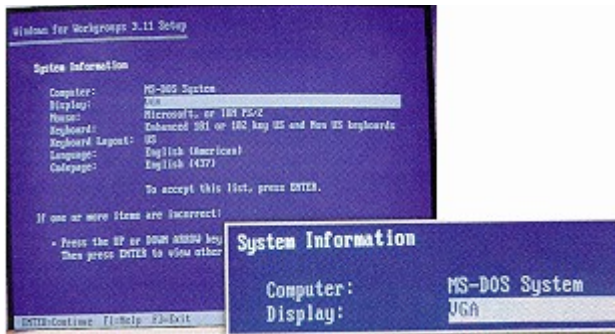 Windows for Workgroups 3.11 Setup
System Information
Computer: MS-DOS System
Display: VGA
Mouse: Microsoft, or IBM PS/2
Keyboard: Enhanced 101 or 102 key US and Non US keyboards
Keyboard Layout: US
Language: English (American)
Codepage: English (437)
To accept this list, press ENTER.
If one or more items are incorrect:
• Press the UP or DOWN ARROW key
Then press ENTER to view other
ENTER=Continue F1=Help F3=Exit
System Information
Computer: MS-DOS System
Display: VGA